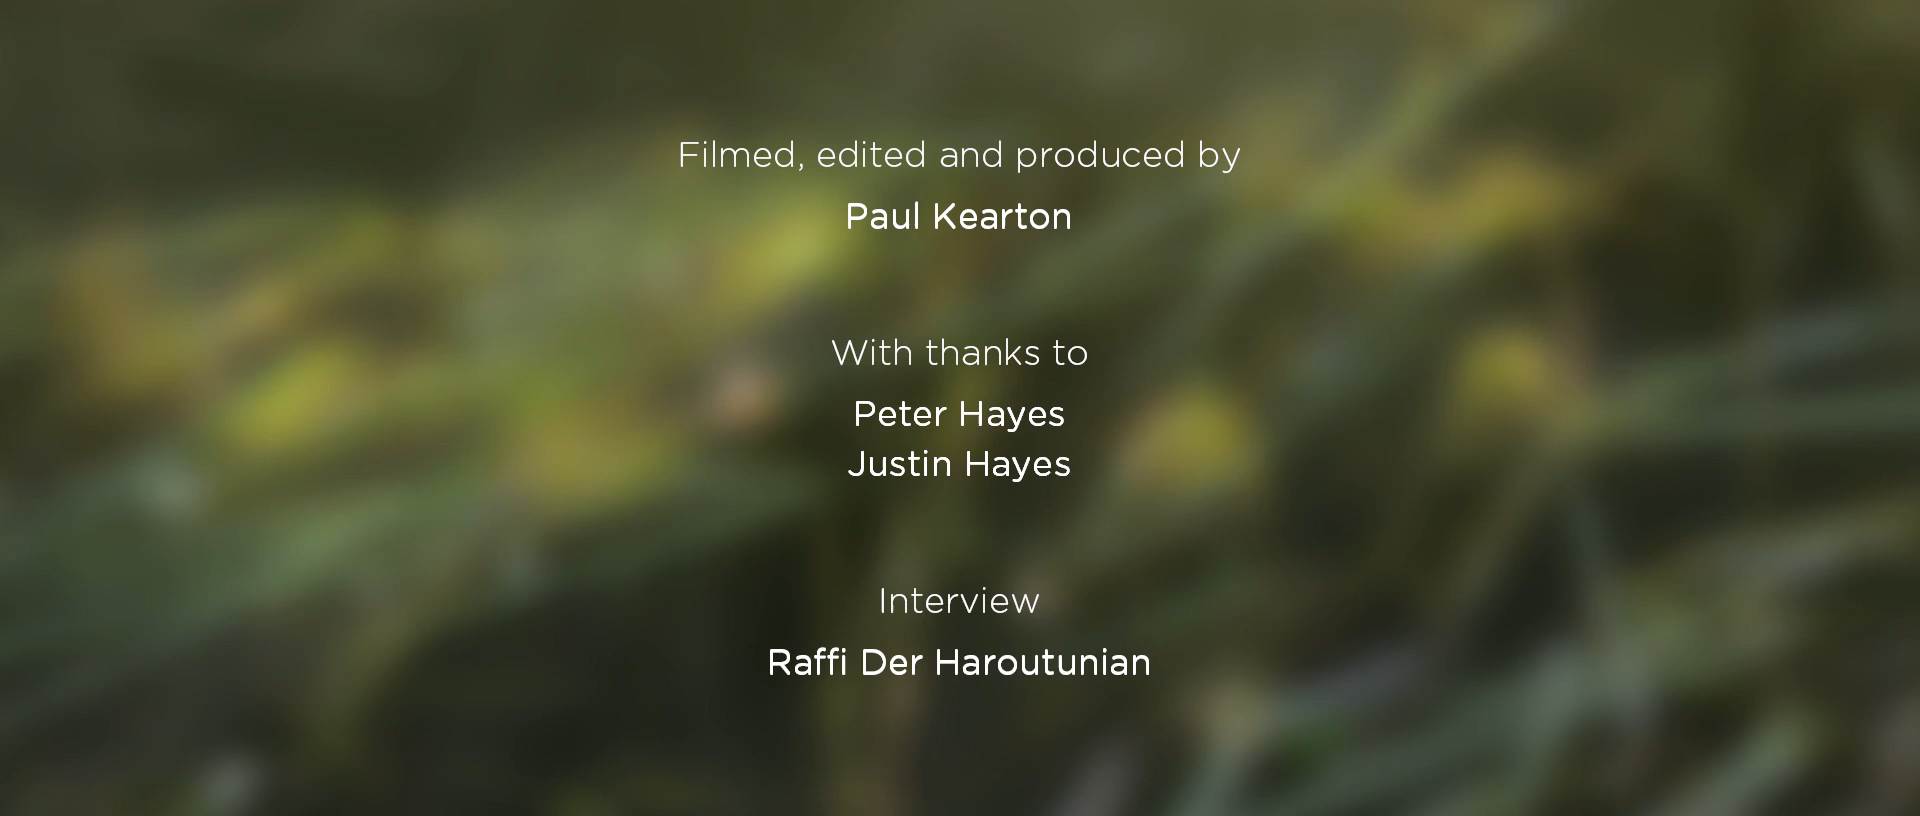 Filmed, edited and produced by
Paul Kearton
With thanks to
Peter Hayes
Justin Hayes
Interview
Raffi Der Haroutunian